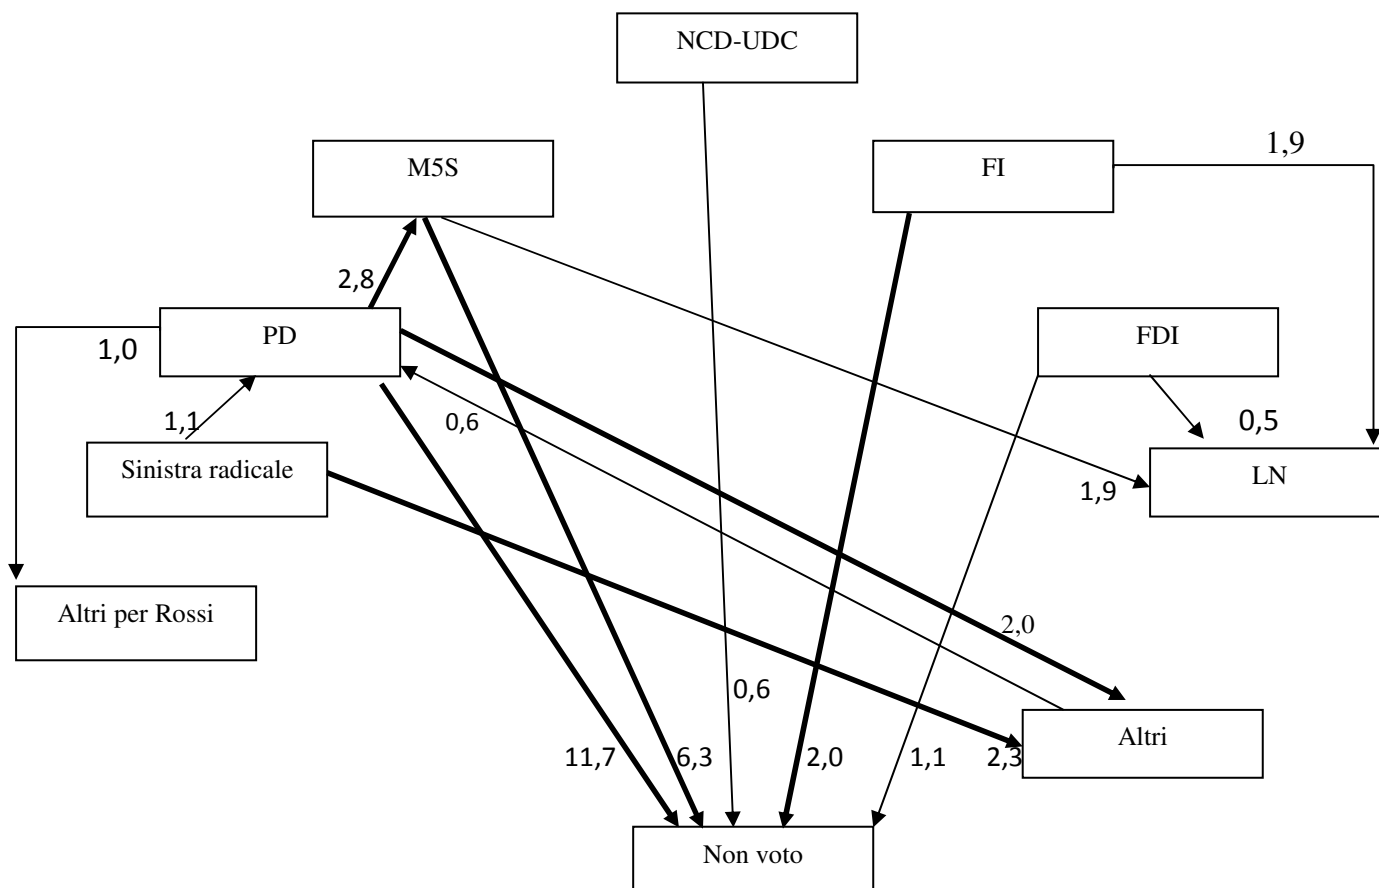 NCD-UDC
M5S
FI
1,9
2,8
PD
FDI
1,0
1,1
0,6
0,5
Sinistra radicale
LN
1,9
Altri per Rossi
2,0
0,6
Altri
11,7
6,3
2,0
1,1
2,3
Non voto